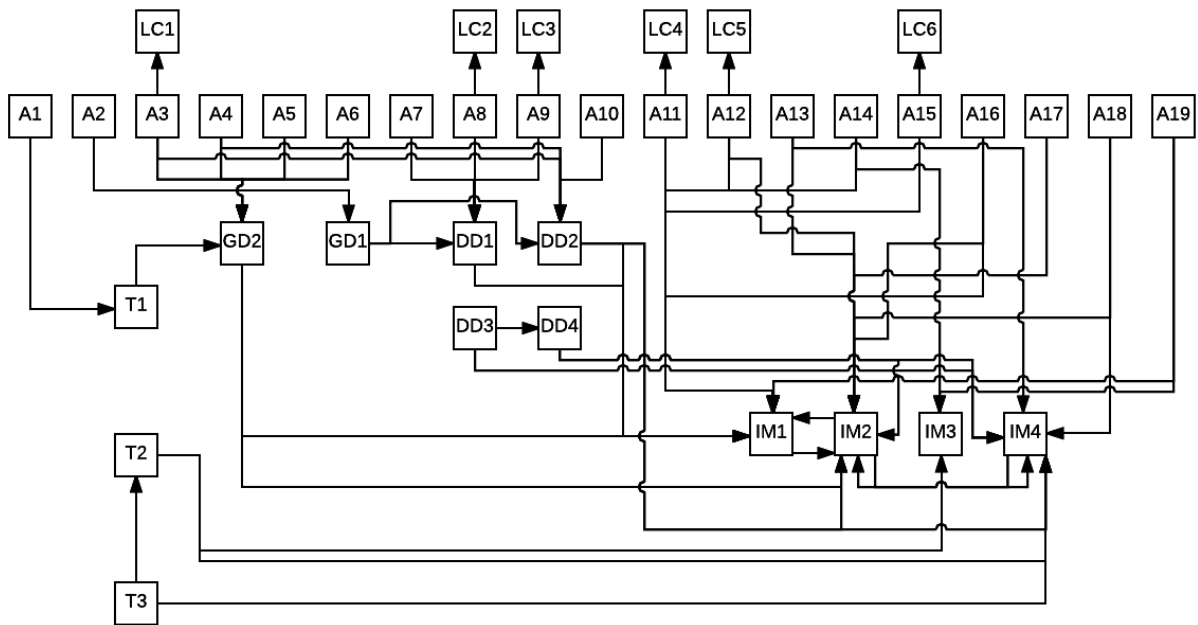 LC1 LC2 LC3 LC4 LC5 LC6
A1 A2 A3 A4 A5 A6 A7 A8 A9 A10 A11 A12 A13 A14 A15 A16 A17 A18 A19
GD2 GD1 DD1 DD2
T1
DD3 DD4
IM1 IM2 IM3 IM4
T2
T3